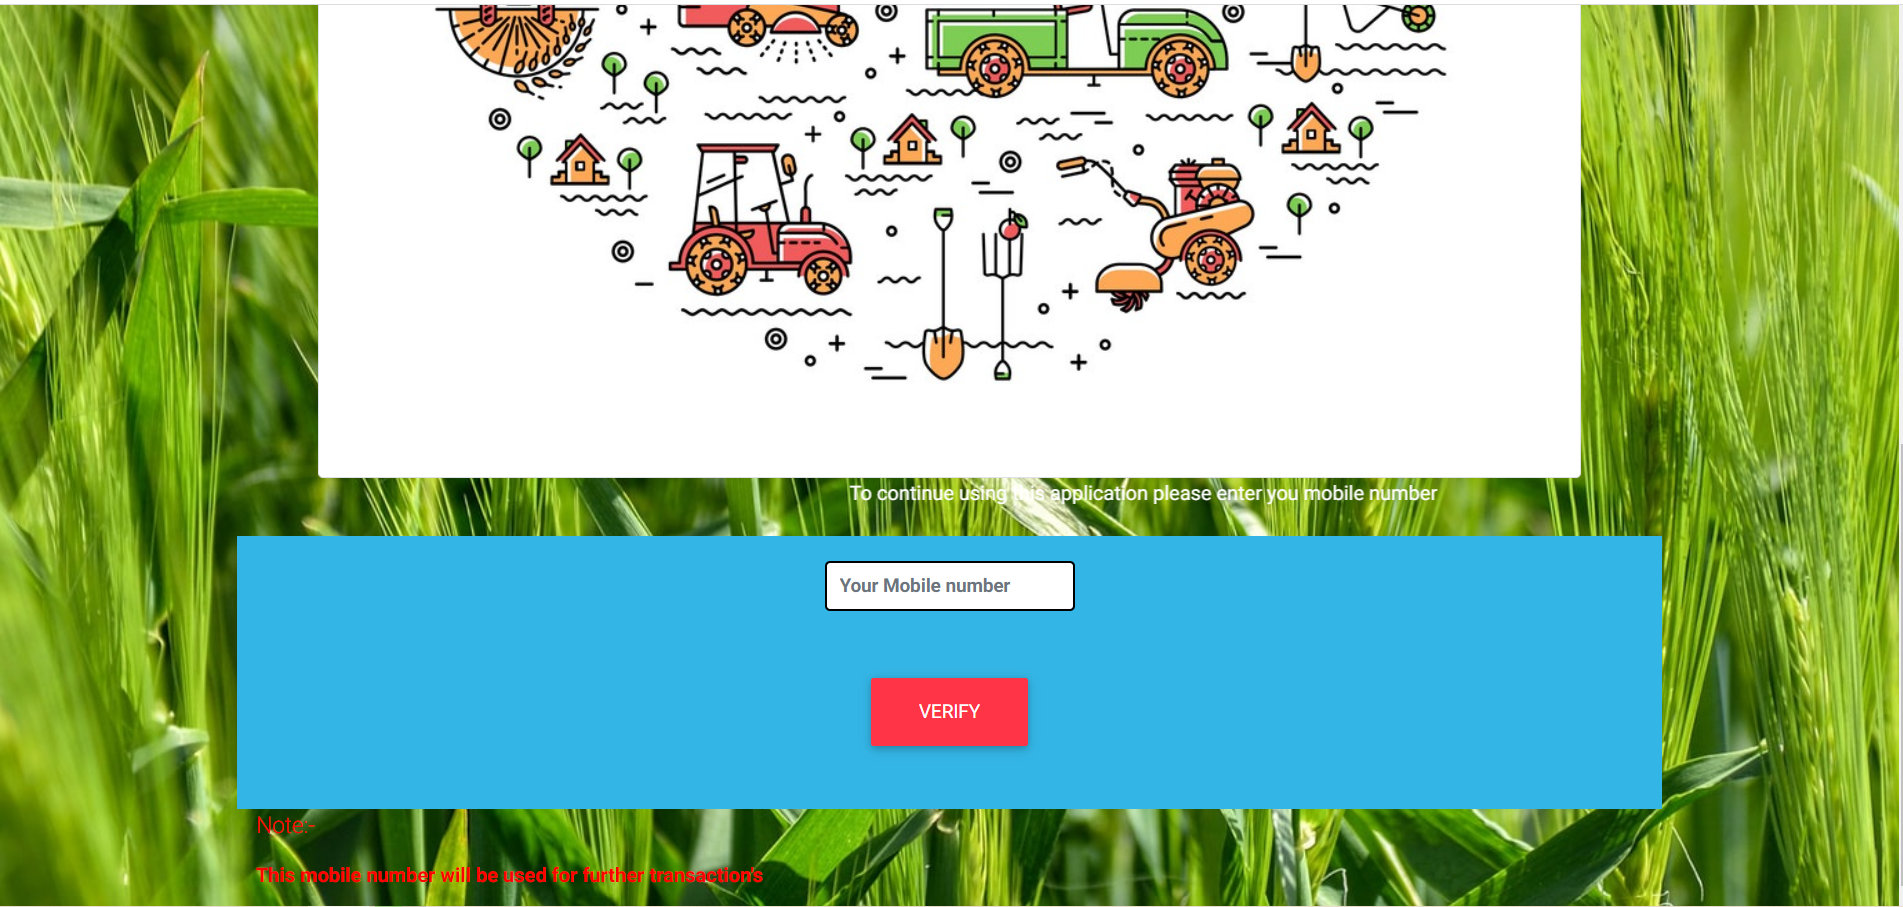 To continue using this application please enter you mobile number
Your Mobile number
VERIFY
Note:-
This mobile number will be used for further transaction's